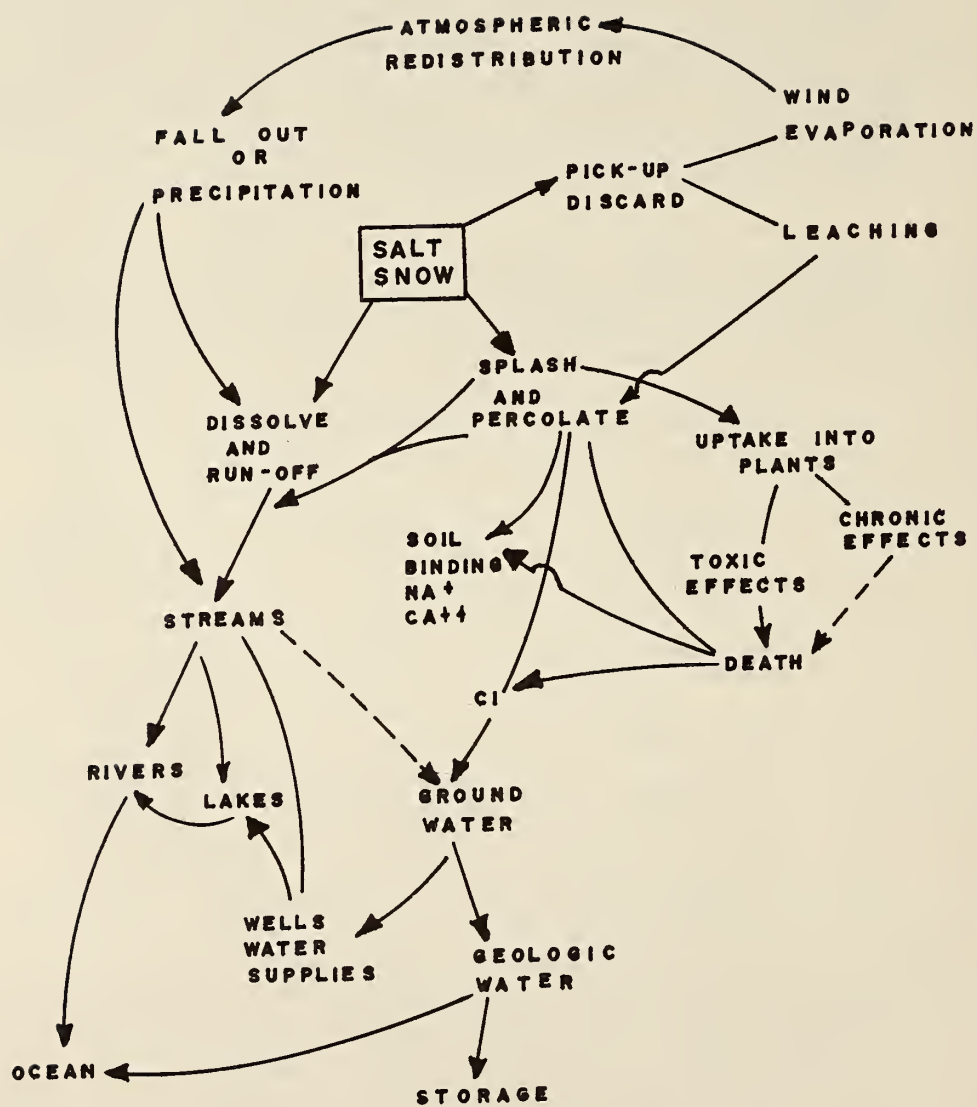 ATMOSPHERIC
REDISTRIBUTION
WIND
EVAPORATION
FALL OUT
OR
PRECIPITATION
PICK-UP
DISCARD
LEACHING
SALT
SNOW
SPLASH
AND
PERCOLATE
DISSOLVE
AND
RUN-OFF
UPTAKE INTO
PLANTS
CHRONIC
EFFECTS
SOIL
BINDING
NA+
CA++
TOXIC
EFFECTS
STREAMS
DEATH
CI
RIVERS
LAKES
GROUND
WATER
WELLS
WATER
SUPPLIES
GEOLOGIC
WATER
OCEAN
STORAGE